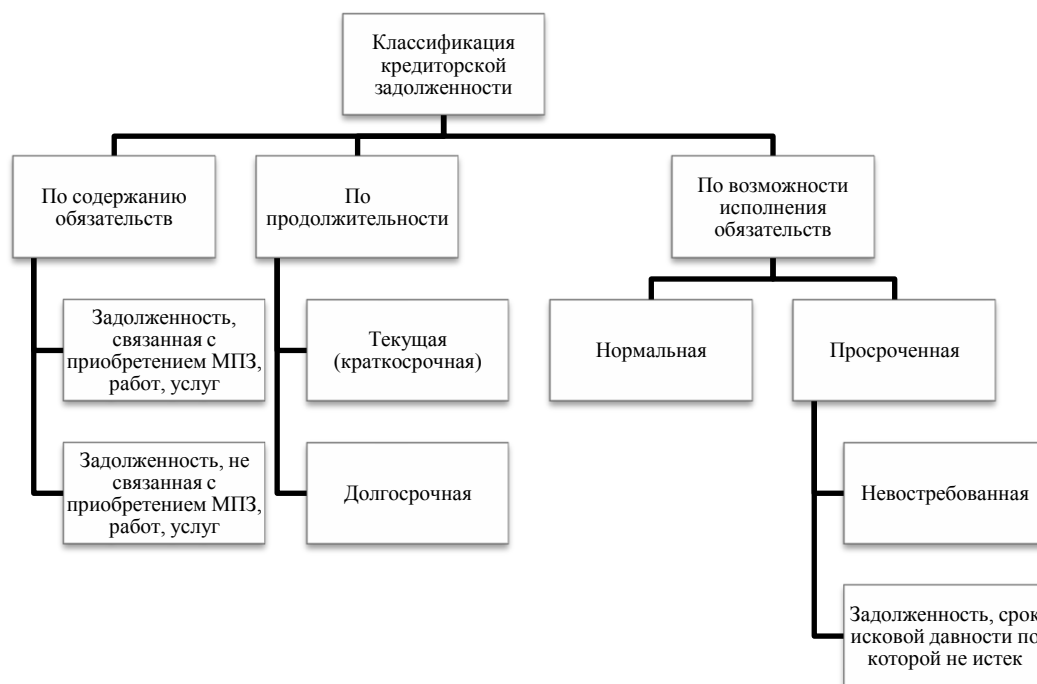 Классификация
кредиторской
задолженности
По содержанию
обязательств
По
продолжительности
По возможности
исполнения
обязательств
Задолженность,
связанная с
приобретением МПЗ,
работ, услуг
Текущая
(краткосрочная)
Нормальная
Просроченная
Задолженность, не
связанная с
приобретением МПЗ,
работ, услуг
Долгосрочная
Невостребованная
Задолженность, срок
исковой давности по
которой не истек